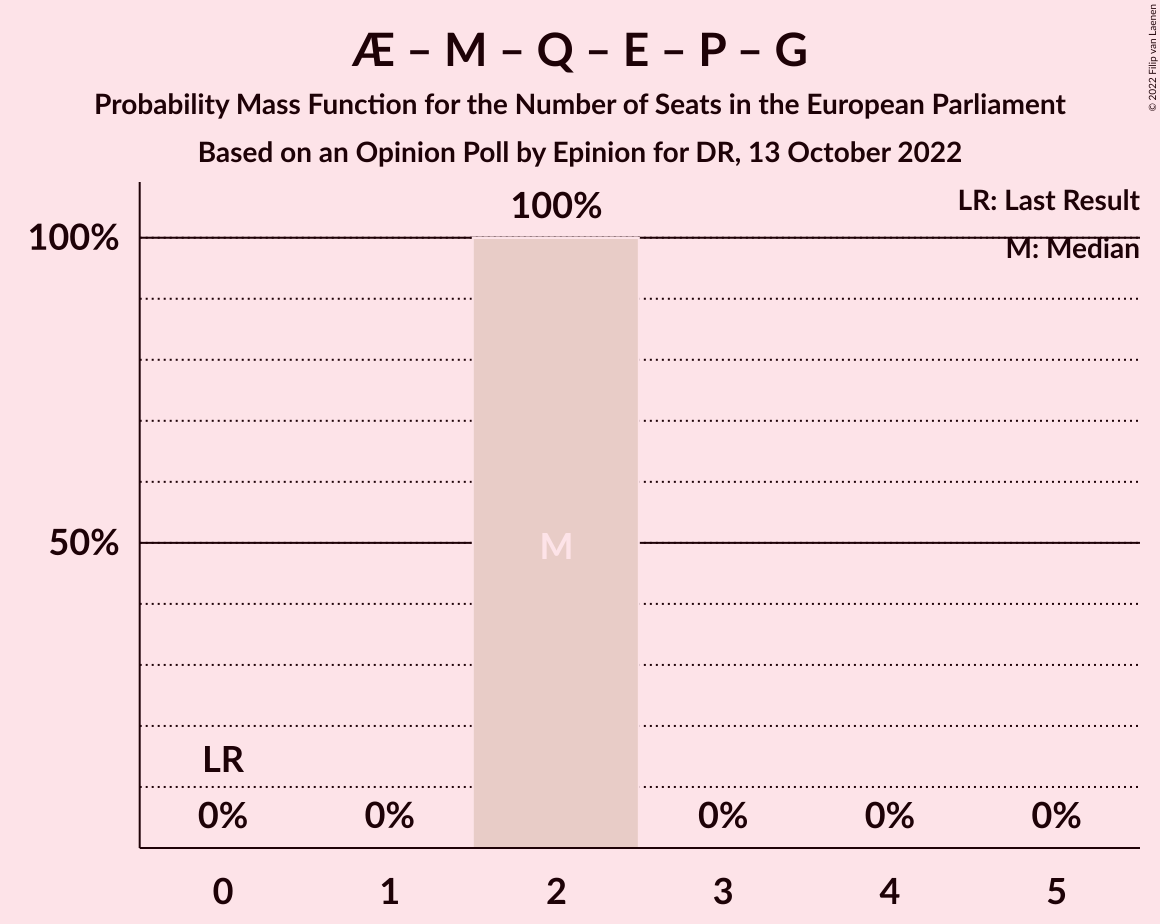 Æ – M – Q – E – P – G
Probability Mass Function for the Number of Seats in the European Parliament
Based on an Opinion Poll by Epinion for DR, 13 October 2022
© 2022 Filip van Laenen
LR: Last Result
M: Median
100%
100%
50%
M
LR
0%
0%
0%
0%
0%
0
1
2
3
4
5